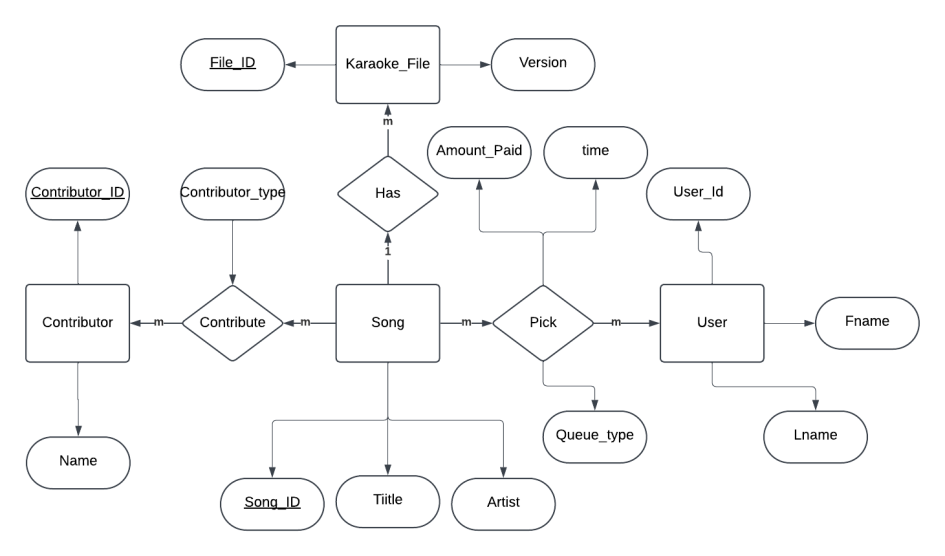 File_ID
Karaoke_File
Version
m
Amount_Paid
time
Contributor_ID
Contributor_type
Has
User_Id
1
Contributor
m
Contribute
m
Song
m
Pick
m
User
Fname
Name
Queue_type
Lname
Song_ID
Tiitle
Artist